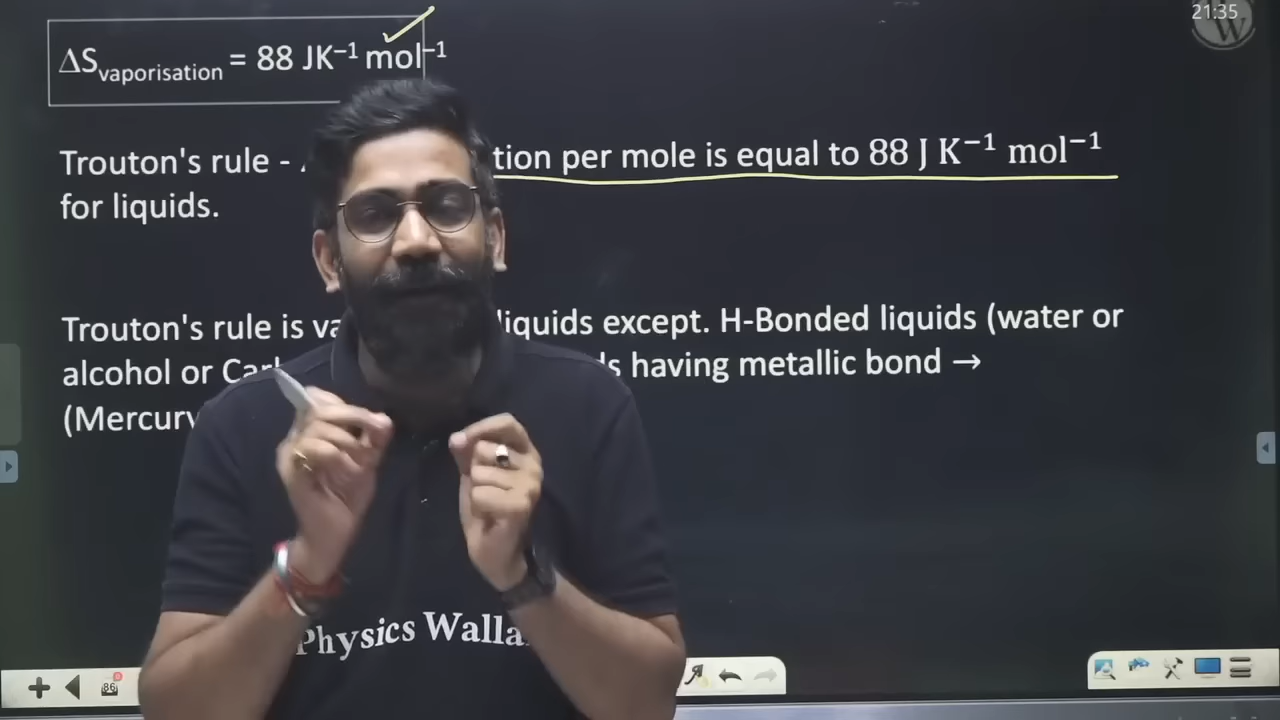 21:35
W
ΔSvaporisation = 88 JK⁻¹ mol⁻¹
Trouton's rule - tion per mole is equal to 88 J K⁻¹ mol⁻¹
for liquids.
Trouton's rule is va liquids except. H-Bonded liquids (water or
alcohol or Car s having metallic bond →
(Mercury
Physics Walla
86